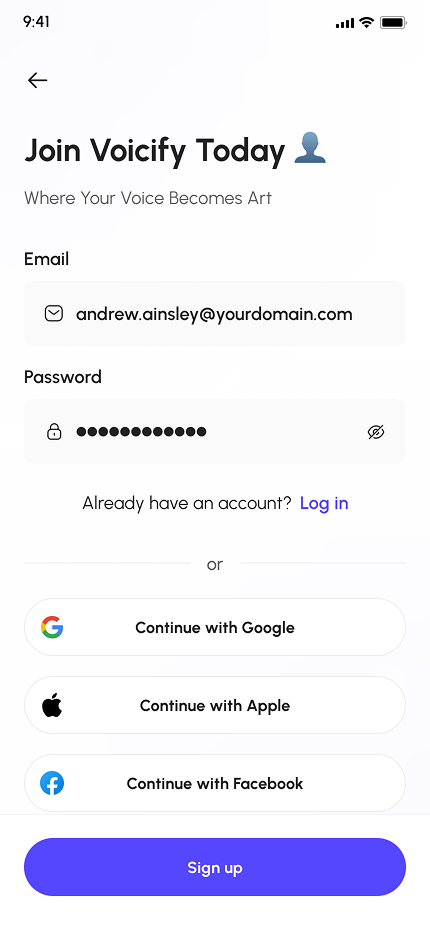 9:41
Join Voicify Today
Where Your Voice Becomes Art
Email
andrew.ainsley@yourdomain.com
Password
Already have an account? Log in
or
Continue with Google
Continue with Apple
Continue with Facebook
Sign up